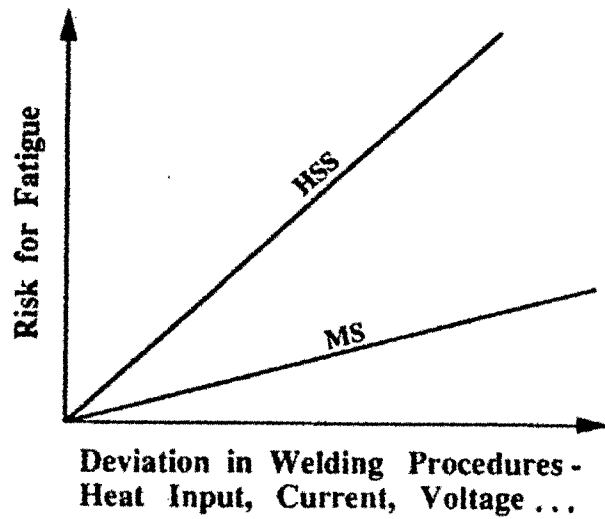 Risk for Fatigue
HSS
MS
Deviation in Welding Procedures -
Heat Input, Current, Voltage ...